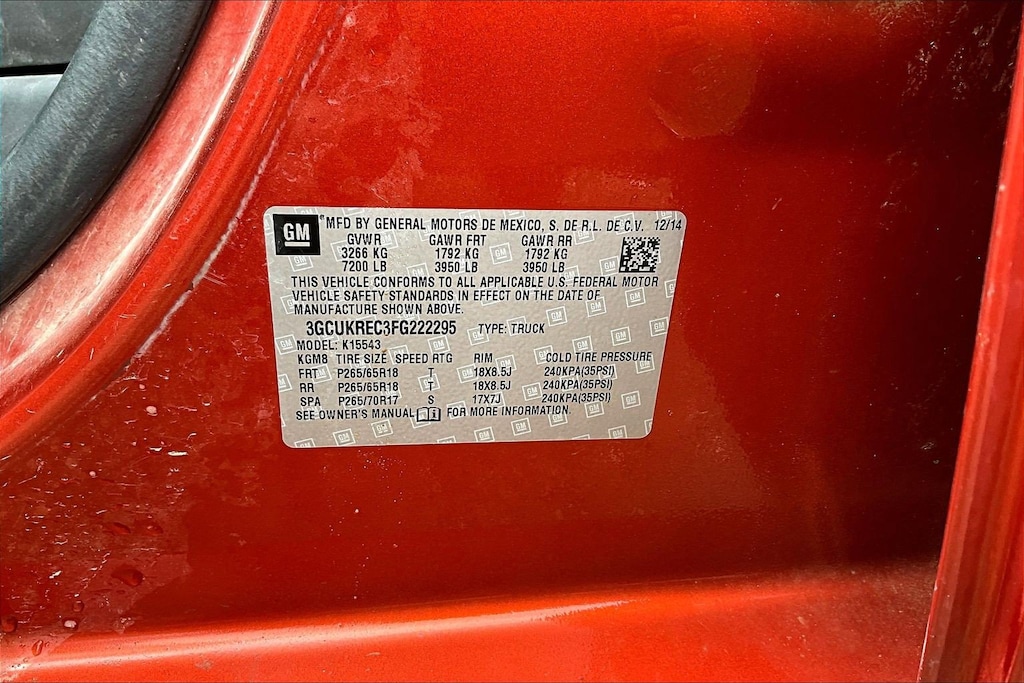 GM ® MFD BY GENERAL MOTORS DE MEXICO, S. DE R.L. DE C.V. 12/14
GVWR GAWR FRT GAWR RR
3266 KG 1792 KG 1792 KG
7200 LB 3950 LB 3950 LB
THIS VEHICLE CONFORMS TO ALL APPLICABLE U.S. FEDERAL MOTOR
VEHICLE SAFETY STANDARDS IN EFFECT ON THE DATE OF
MANUFACTURE SHOWN ABOVE.
3GCUKREC3FG222295 TYPE: TRUCK
MODEL: K15543
KGM8 TIRE SIZE SPEED RTG RIM COLD TIRE PRESSURE
FRT P265/65R18 T 18X8.5J 240KPA(35PSI)
RR P265/65R18 T 18X8.5J 240KPA(35PSI)
SPA P265/70R17 S 17X7J 240KPA(35PSI)
SEE OWNER'S MANUAL FOR MORE INFORMATION.